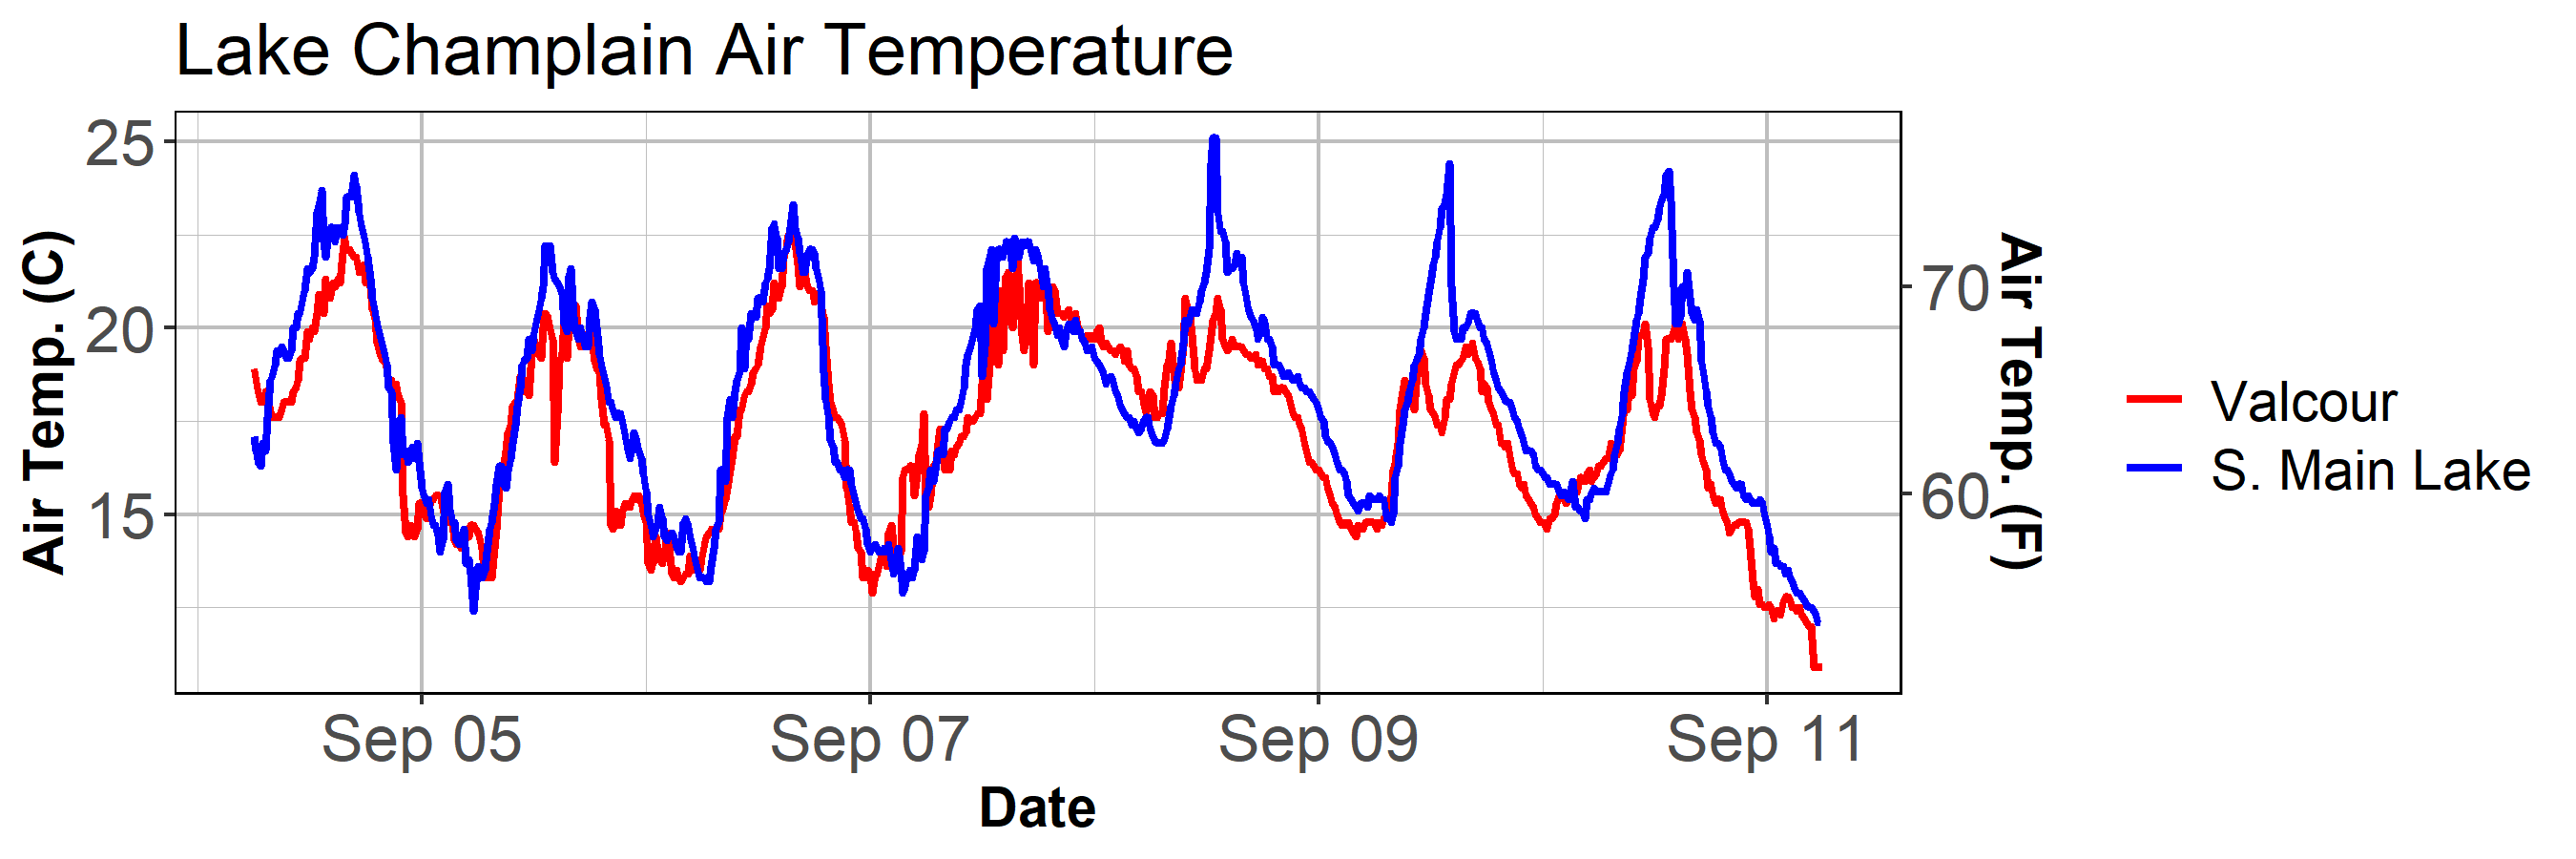 Lake Champlain Air Temperature
25
20
15
Air Temp. (C)
70
60
Air Temp. (F)
Sep 05 Sep 07 Sep 09 Sep 11
Date
Valcour
S. Main Lake